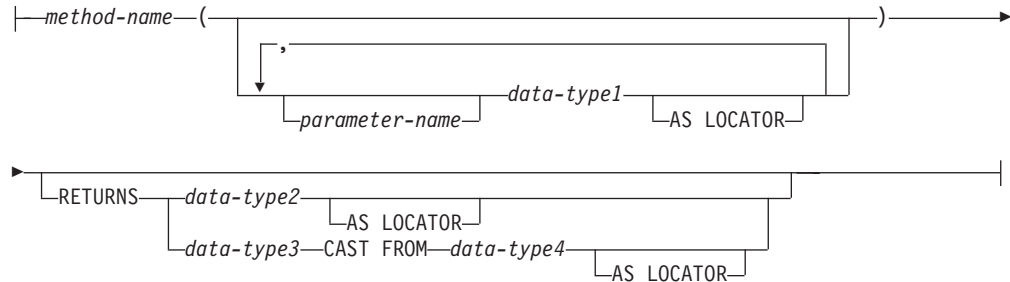 method-name ( )
,
data-type1
parameter-name AS LOCATOR
RETURNS data-type2
AS LOCATOR
data-type3 CAST FROM data-type4
AS LOCATOR